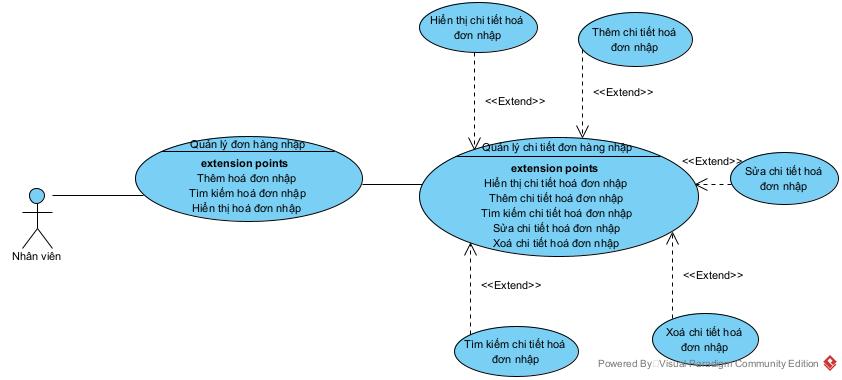 Hiển thị chi tiết hoá
đơn nhập
Thêm chi tiết hoá
đơn nhập
<<Extend>>
<<Extend>>
Quản lý đơn hàng nhập
extension points
Thêm hoá đơn nhập
Tìm kiếm hoá đơn nhập
Hiển thị hoá đơn nhập
Quản lý chi tiết đơn hàng nhập
extension points
Hiển thị chi tiết hoá đơn nhập
Thêm chi tiết hoá đơn nhập
Tìm kiếm chi tiết hoá đơn nhập
Sửa chi tiết hoá đơn nhập
Xoá chi tiết hoá đơn nhập
<<Extend>>
Sửa chi tiết hoá
đơn nhập
Nhân viên
<<Extend>>
<<Extend>>
Tìm kiếm chi tiết hoá
đơn nhập
Xoá chi tiết hoá
đơn nhập
Powered By Visual Paradigm Community Edition